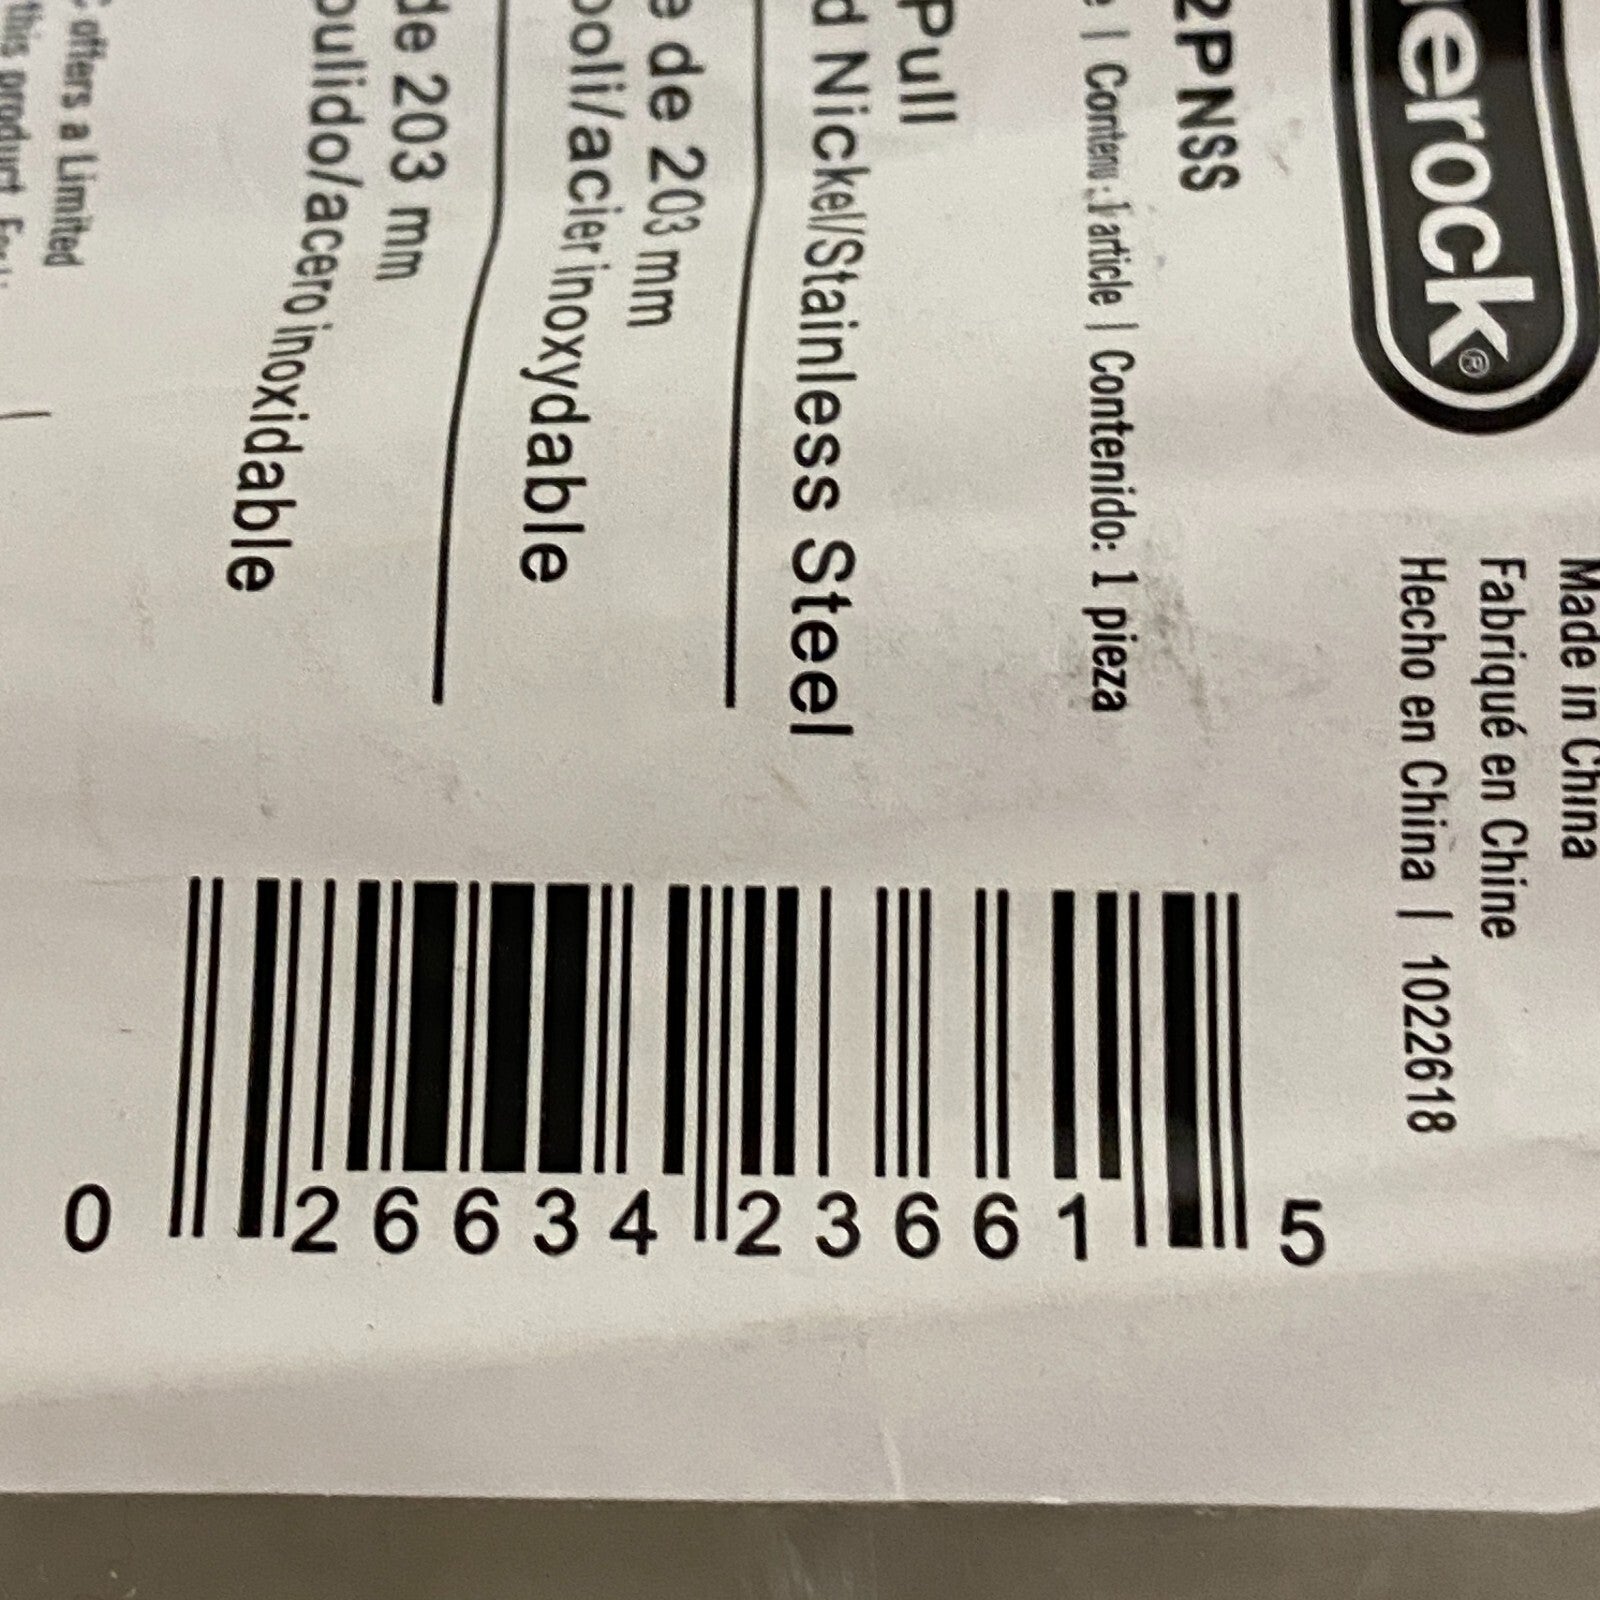 erock®
Made in China
Fabriqué en Chine
Hecho en China | 1022618
2PNSS
| Contenu : 1 article | Contenido: 1 pieza
Pull
d Nickel/Stainless Steel
de 203 mm
poli/acier inoxydable
de 203 mm
pulido/acero inoxidable
offers a Limited
this product.
0 26634 23661 5